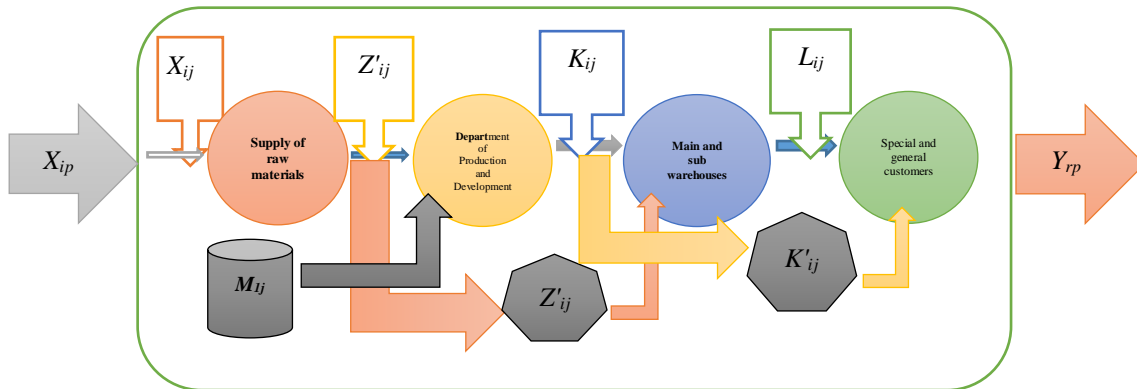 X_ij
Z'_ij
K_ij
L_ij
X_ip
Supply of
raw
materials
Department
of
Production
and
Development
Main and
sub
warehouses
Special and
general
customers
Y_rp
M_1j
Z'_ij
K'_ij